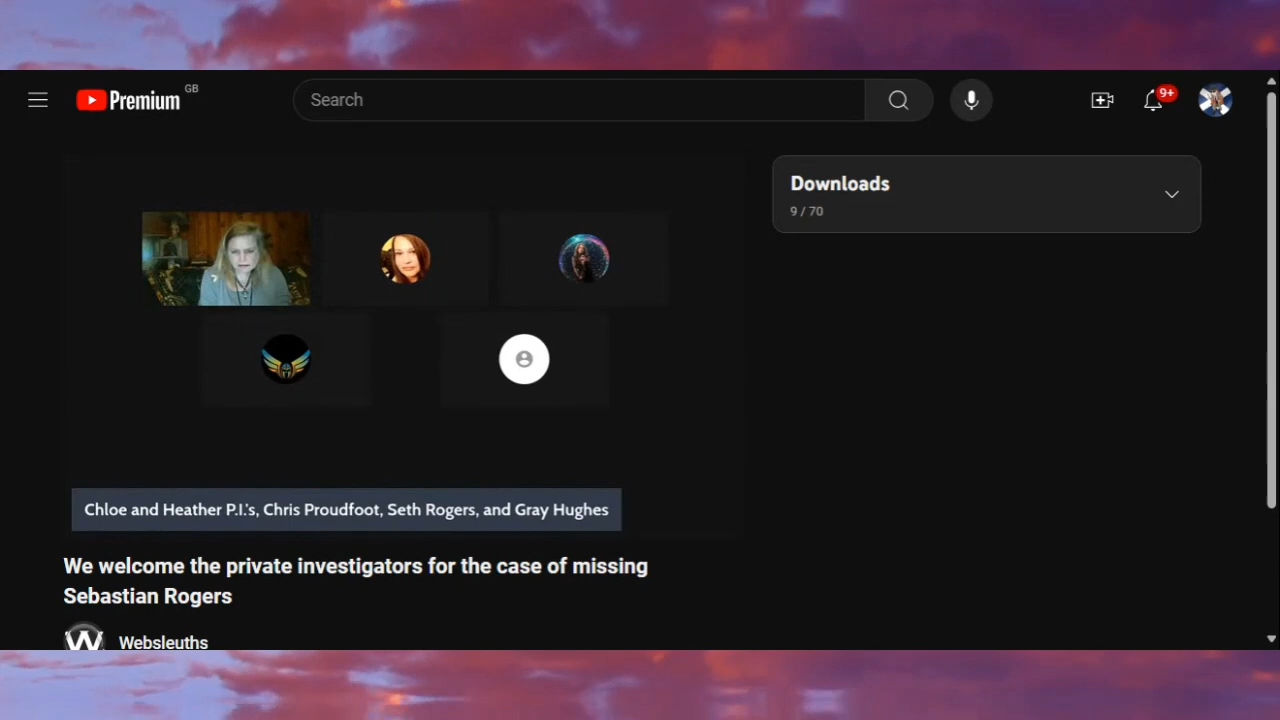 Premium GB
Search
9+
Downloads
9 / 70
Chloe and Heather P.I.'s, Chris Proudfoot, Seth Rogers, and Gray Hughes
We welcome the private investigators for the case of missing
Sebastian Rogers
W Websleuths